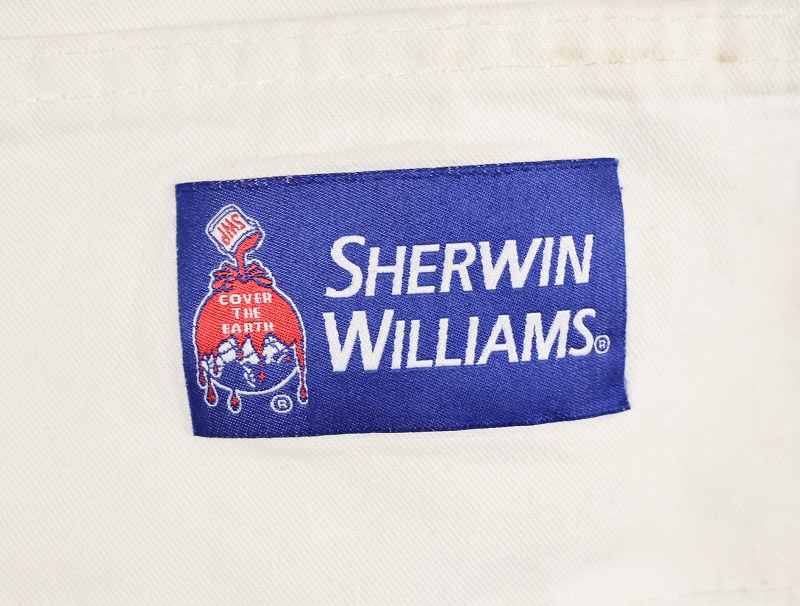 SWP
COVER
THE
EARTH
®
SHERWIN
WILLIAMS®